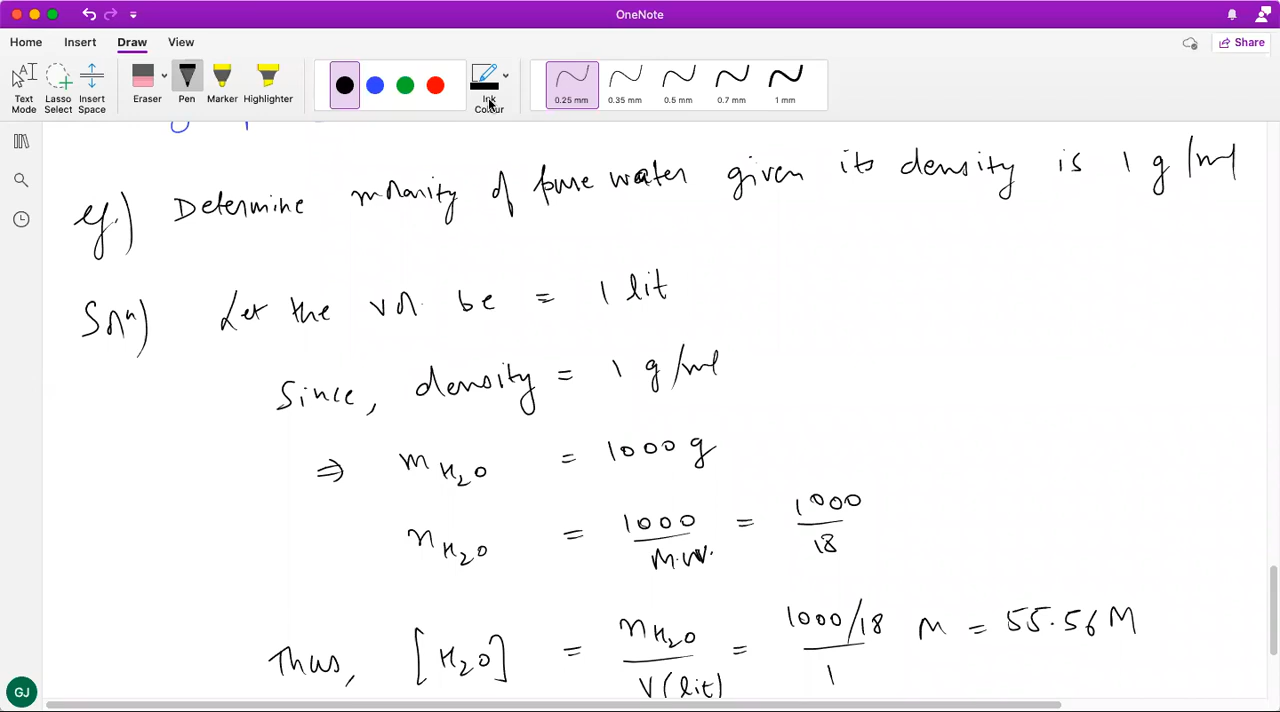 OneNote
Home Insert Draw View Share
Text Mode Lasso Select Insert Space Eraser Pen Marker Highlighter Ink Colour 0.25 mm 0.35 mm 0.5 mm 0.7 mm 1 mm
eg.) Determine molarity of pure water given its density is 1 g/ml
Solⁿ) Let the vol. be = 1 lit
Since, density = 1 g/ml
⇒ m H₂O = 1000 g
n H₂O = 1000/M.W. = 1000/18
Thus, [H₂O] = n H₂O / V(lit) = 1000/18 / 1 M = 55.56 M
GJ